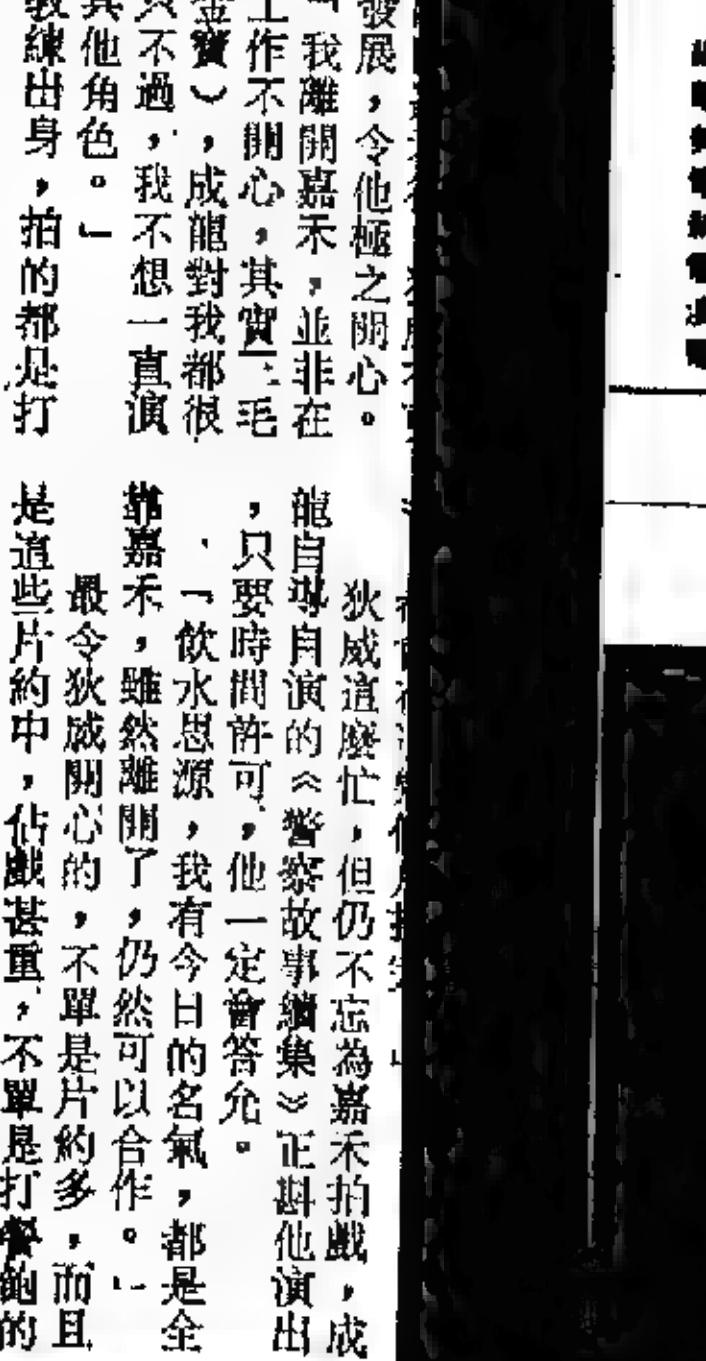 發展，令他極之開心。
「我離開嘉禾，並非在
工作不開心，其實（毛
金寶），成龍對我都很
只不過，我不想一直演
其他角色。」
教練出身，拍的都是打
狄威這麼忙，但仍不忘為嘉禾拍戲，成
龍自導自演的《警察故事續集》正斟他演出
，只要時間許可，他一定會答允。
「飲水思源，我有今日的名氣，都是全
靠嘉禾，雖然離開了，仍然可以合作。」
最令狄威開心的，不單是片約多，而且
是這些片約中，佔戲甚重，不單是打餐飽的